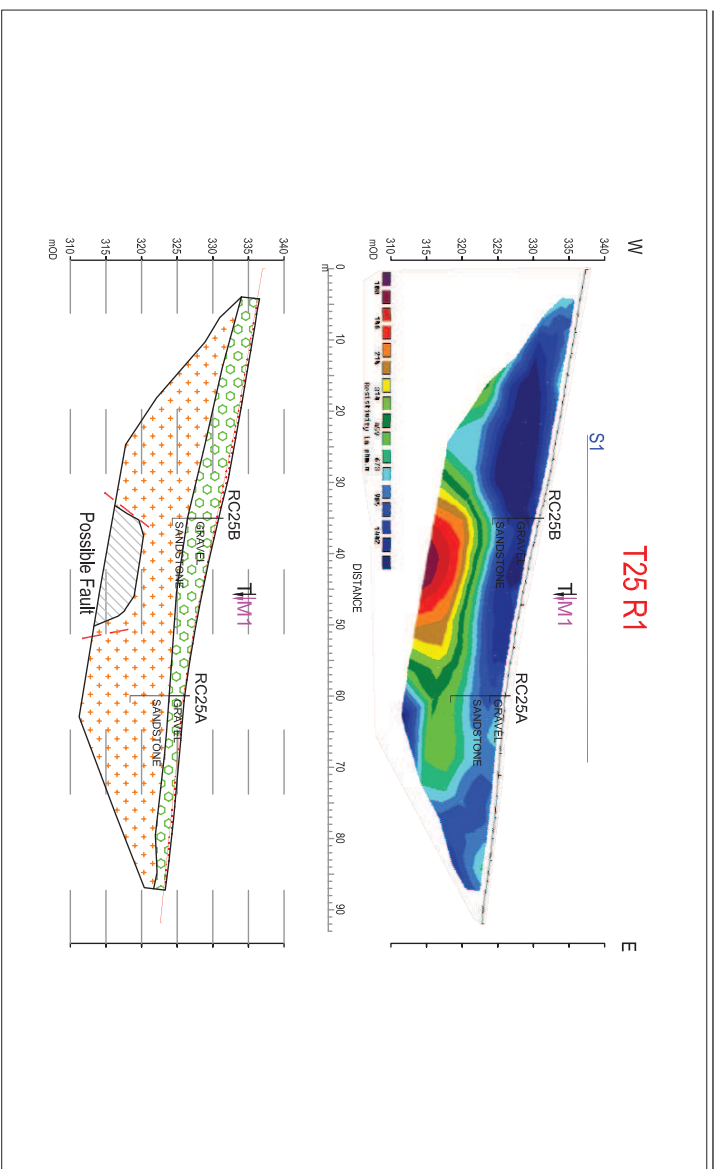 T25 R1
W
E
S1
340
335
330
325
320
315
310
mOD
RC25B
GRAVEL
SANDSTONE
T
M1
RC25A
GRAVEL
SANDSTONE
Resistivity in ohm.m
0
10
20
30
40
50
60
70
80
90
m
DISTANCE
340
335
330
325
320
315
310
mOD
RC25B
GRAVEL
SANDSTONE
T
M1
RC25A
GRAVEL
SANDSTONE
Possible Fault